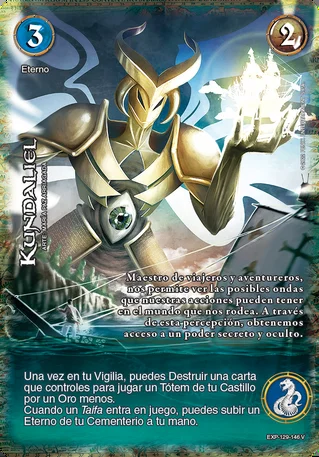 3
2
Eterno
KUNDALIEL
Maestro de viajeros y aventureros,
nos permite ver las posibles ondas
que nuestras acciones pueden tener
en el mundo que nos rodea. A través
de esta percepción, obtenemos
acceso a un poder secreto y oculto.
Una vez en tu Vigilia, puedes Destruir una carta
que controles para jugar un Tótem de tu Castillo
por un Oro menos.
Cuando un Taifa entra en juego, puedes subir un
Eterno de tu Cementerio a tu mano.
EXP-129-146 V